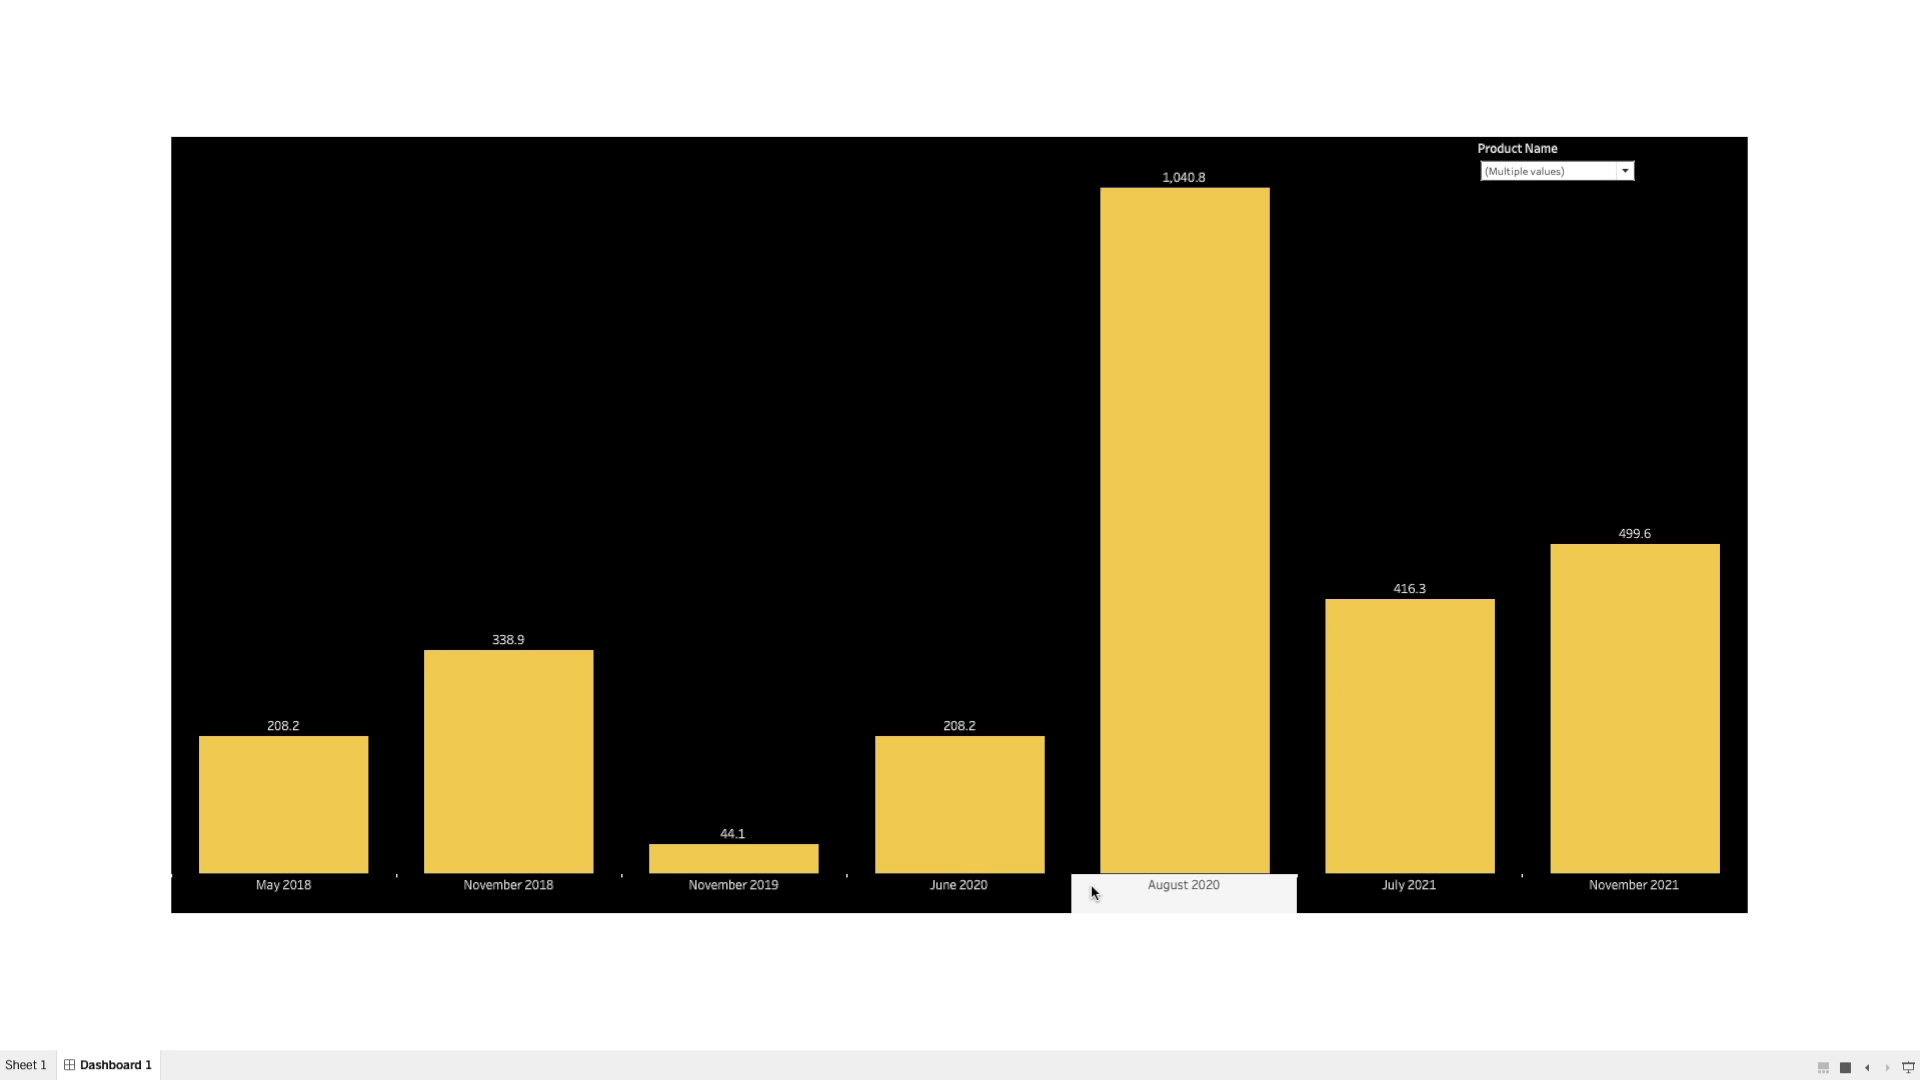 Product Name
(Multiple values)
1,040.8
499.6
416.3
338.9
208.2
208.2
44.1
May 2018
November 2018
November 2019
June 2020
August 2020
July 2021
November 2021
Sheet 1
Dashboard 1